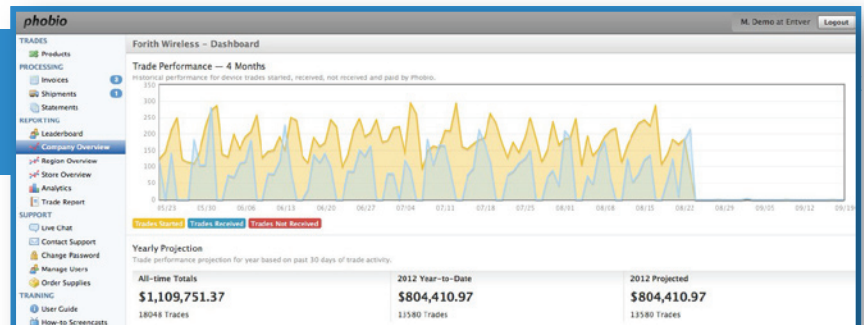 phobio
M. Demo at Entver Logout
TRADES
Products
PROCESSING
Invoices 3
Shipments 1
Statements
REPORTING
Leaderboard
Company Overview
Region Overview
Store Overview
Analytics
Trade Report
SUPPORT
Live Chat
Contact Support
Change Password
Manage Users
Order Supplies
TRAINING
User Guide
How-to Screencasts
Forith Wireless – Dashboard
Trade Performance — 4 Months
Historical performance for device trades started, received, not received and paid by Phobio.
350
300
250
200
150
100
50
0
05/23 05/30 06/06 06/13 06/20 06/27 07/04 07/11 07/18 07/25 08/01 08/08 08/15 08/22 08/29 09/05 09/12 09/19
Trades Started Trades Received Trades Not Received
Yearly Projection
Trade performance projection for year based on past 30 days of trade activity.
All-time Totals 2012 Year-to-Date 2012 Projected
$1,109,751.37 $804,410.97 $804,410.97
18048 Trades 13580 Trades 13580 Trades